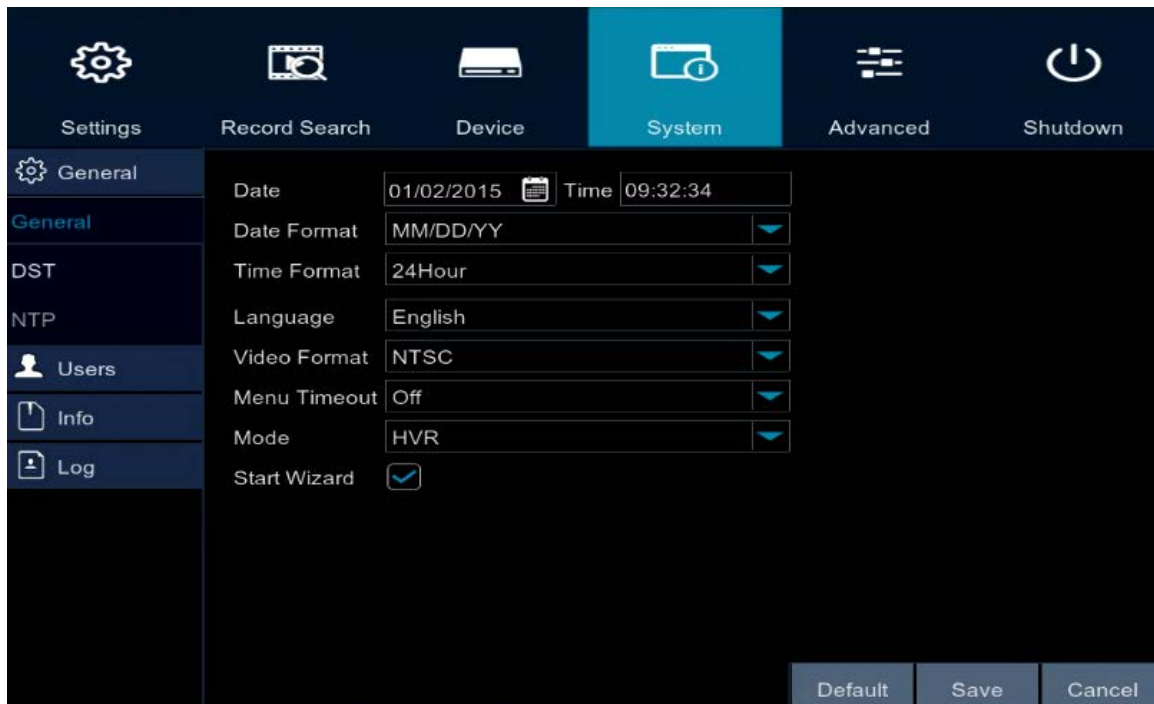 Settings Record Search Device System Advanced Shutdown
General
General
DST
NTP
Users
Info
Log
Date 01/02/2015 Time 09:32:34
Date Format MM/DD/YY
Time Format 24Hour
Language English
Video Format NTSC
Menu Timeout Off
Mode HVR
Start Wizard
Default Save Cancel